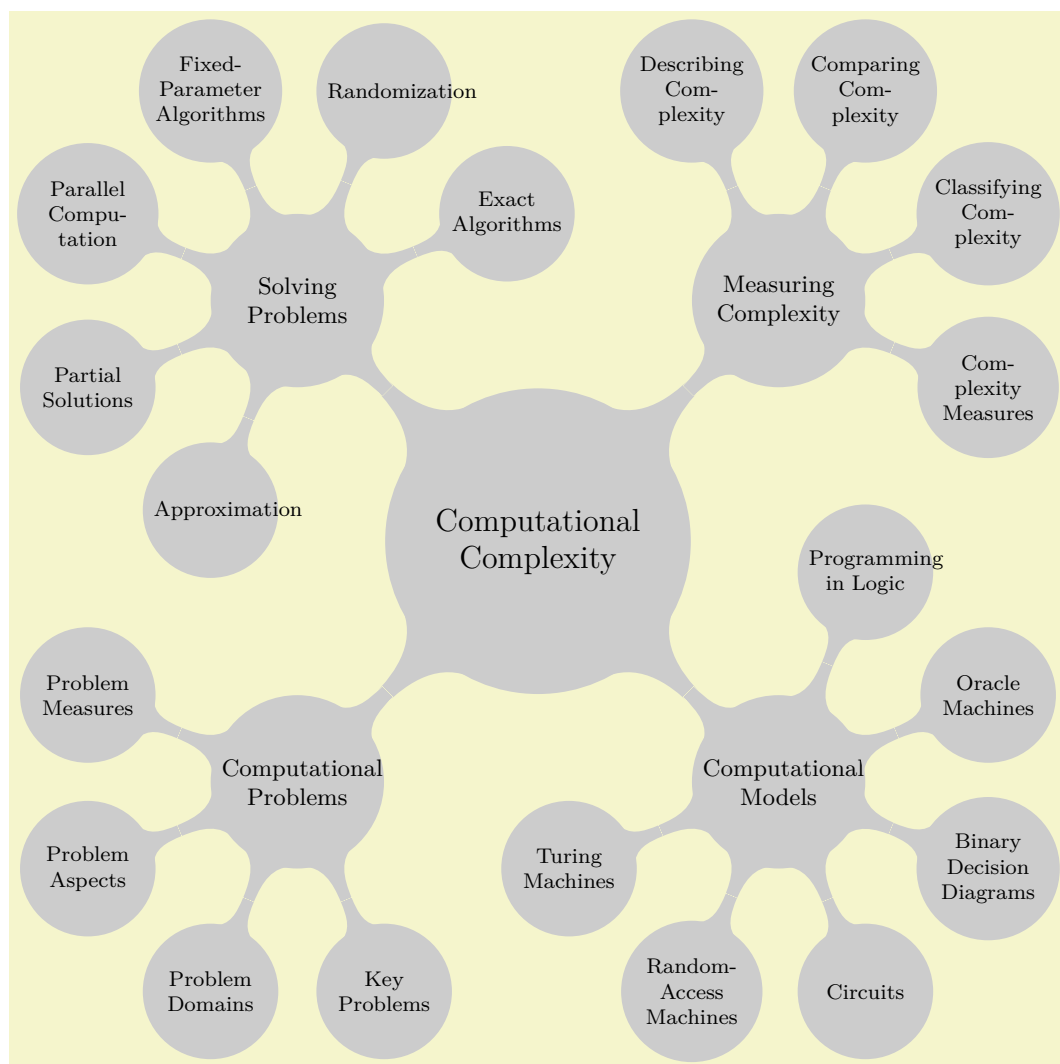 Fixed-
Parameter
Algorithms
Randomization
Describing
Com-
plexity
Comparing
Com-
plexity
Parallel
Compu-
tation
Exact
Algorithms
Classifying
Com-
plexity
Solving
Problems
Measuring
Complexity
Partial
Solutions
Com-
plexity
Measures
Approximation
Computational
Complexity
Programming
in Logic
Problem
Measures
Oracle
Machines
Computational
Problems
Computational
Models
Problem
Aspects
Turing
Machines
Binary
Decision
Diagrams
Problem
Domains
Key
Problems
Random-
Access
Machines
Circuits